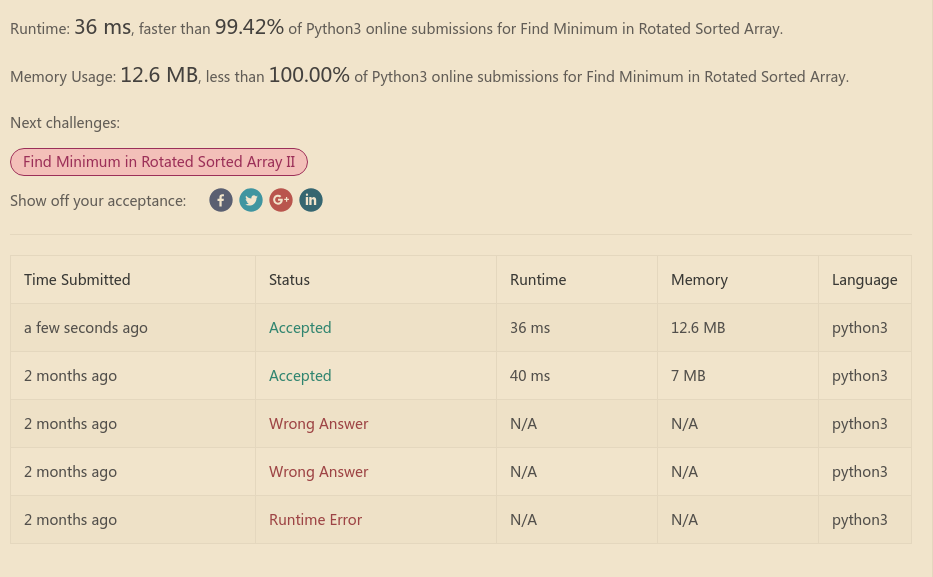 Runtime: 36 ms, faster than 99.42% of Python3 online submissions for Find Minimum in Rotated Sorted Array.
Memory Usage: 12.6 MB, less than 100.00% of Python3 online submissions for Find Minimum in Rotated Sorted Array.
Next challenges:
Find Minimum in Rotated Sorted Array II
Show off your acceptance: f G+ in
Time Submitted Status Runtime Memory Language
a few seconds ago Accepted 36 ms 12.6 MB python3
2 months ago Accepted 40 ms 7 MB python3
2 months ago Wrong Answer N/A N/A python3
2 months ago Wrong Answer N/A N/A python3
2 months ago Runtime Error N/A N/A python3